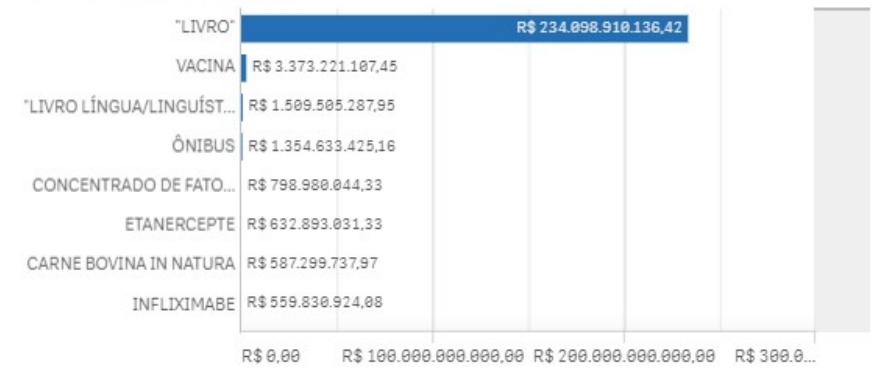 "LIVRO" R$ 234.098.910.136,42
VACINA R$ 3.373.221.107,45
"LIVRO LÍNGUA/LINGUÍST... R$ 1.509.505.287,95
ÔNIBUS R$ 1.354.633.425,16
CONCENTRADO DE FATO... R$ 798.980.044,33
ETANERCEPTE R$ 632.893.031,33
CARNE BOVINA IN NATURA R$ 587.299.737,97
INFLIXIMABE R$ 559.830.924,08
R$ 0,00 R$ 100.000.000.000,00 R$ 200.000.000.000,00 R$ 300.0...